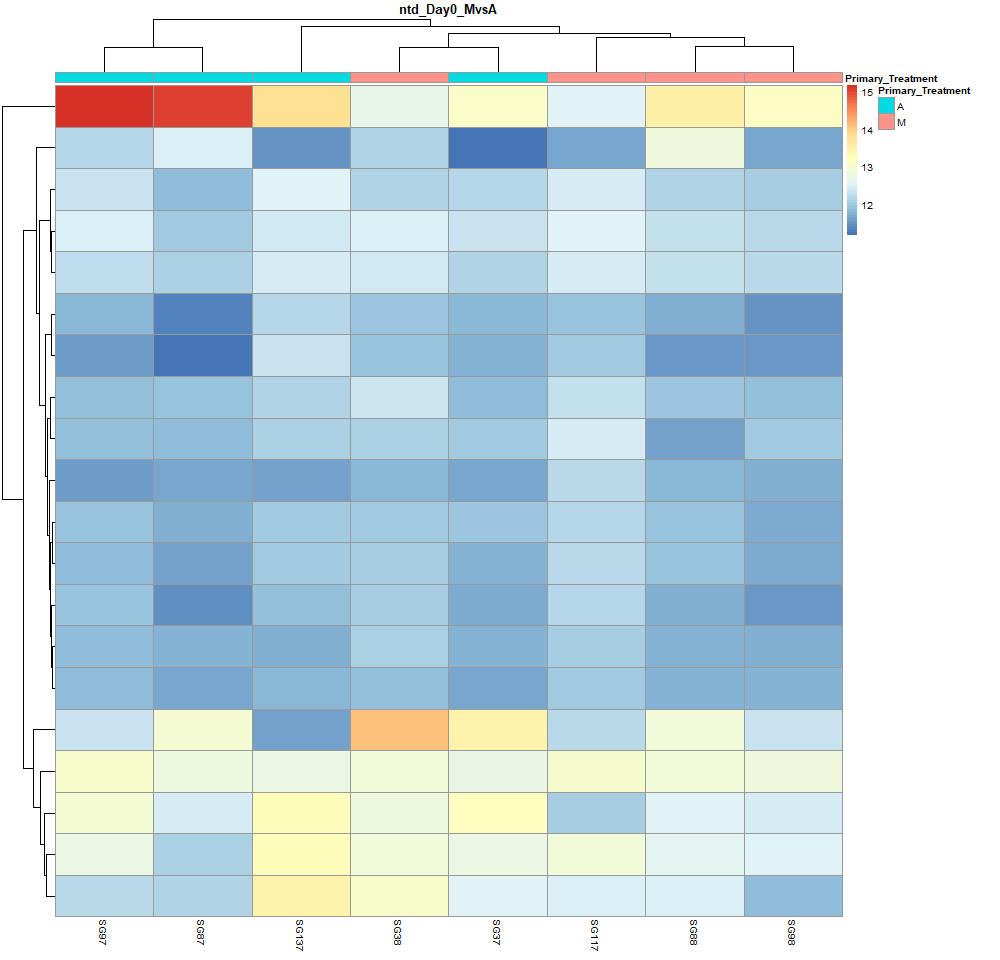 ntd_Day0_MvsA
Primary_Treatment
15
14
13
12
Primary_Treatment
A
M
SG97
SG87
SG137
SG38
SG37
SG117
SG88
SG98